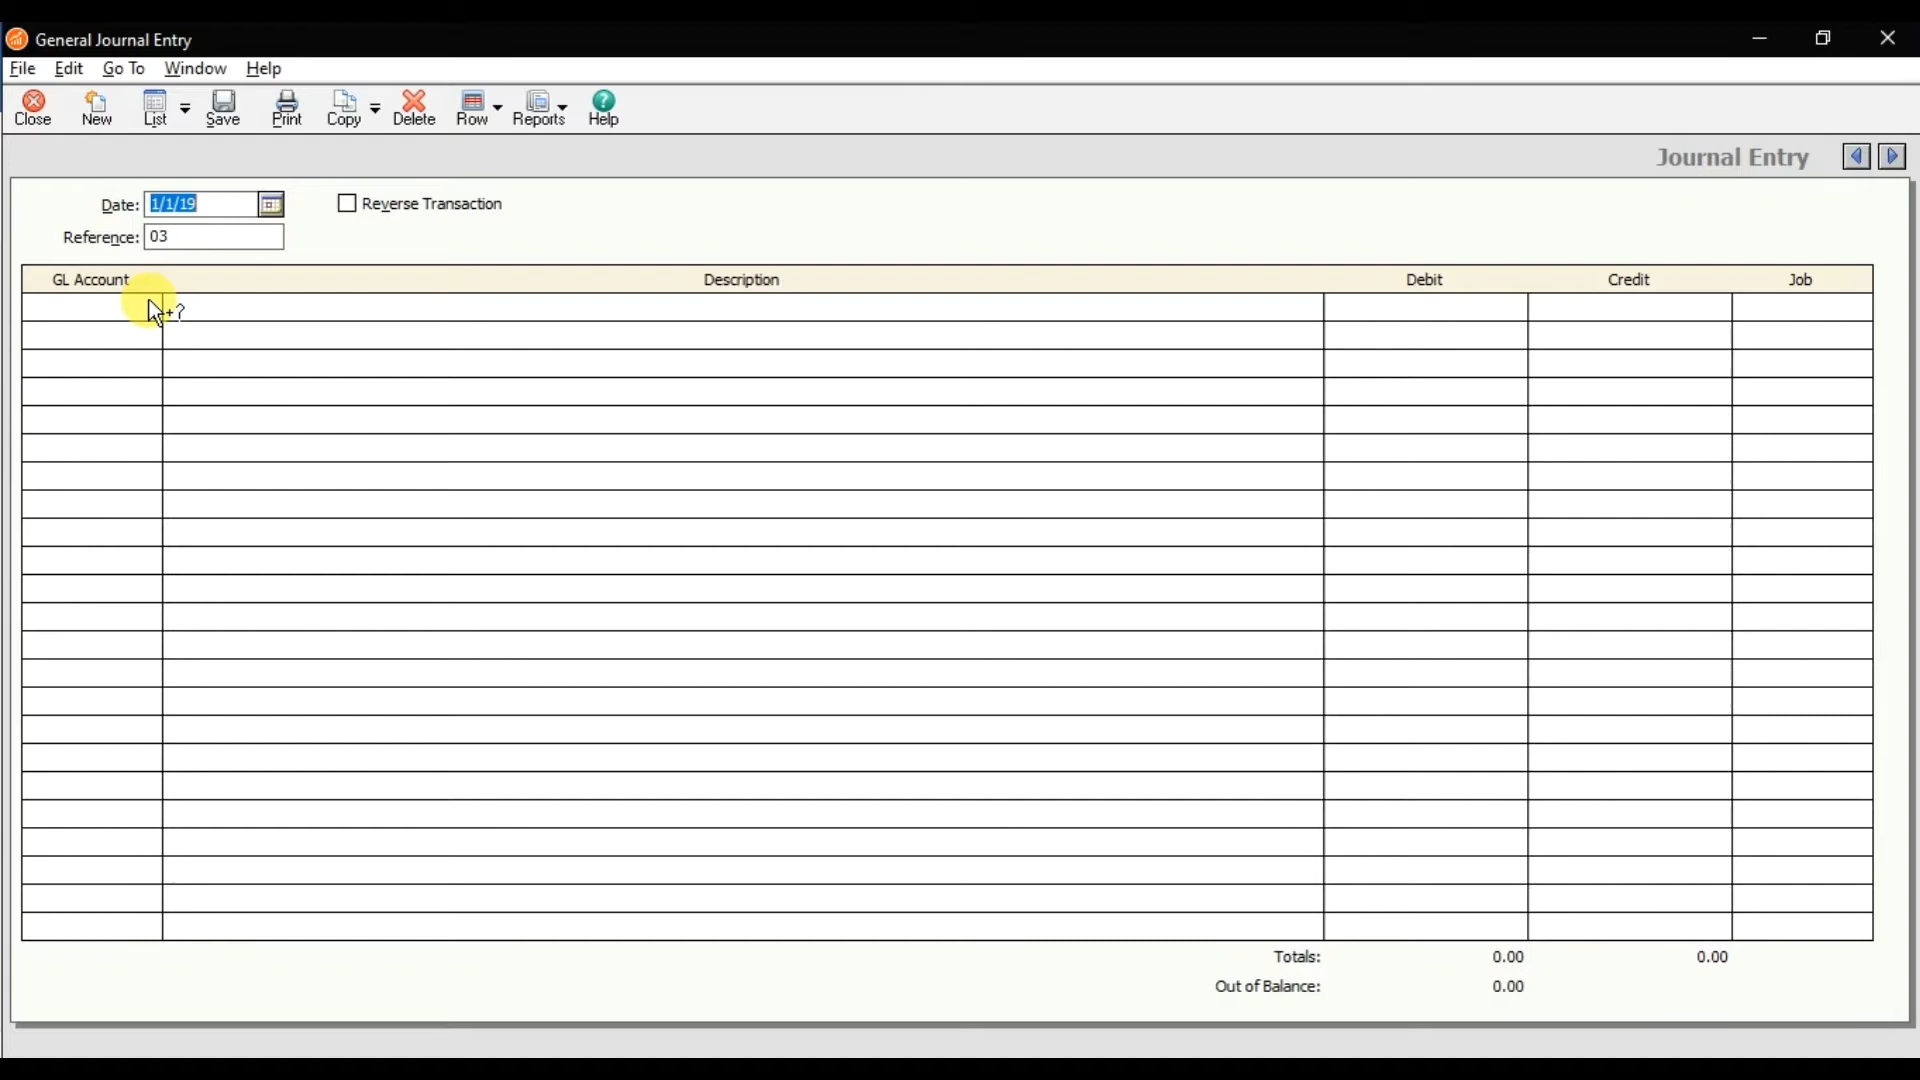 General Journal Entry
File Edit Go To Window Help
Close New List Save Print Copy Delete Row Reports Help
Journal Entry
Date: 1/1/19 Reverse Transaction
Reference: 03
GL Account Description Debit Credit Job
Totals: 0.00 0.00
Out of Balance: 0.00